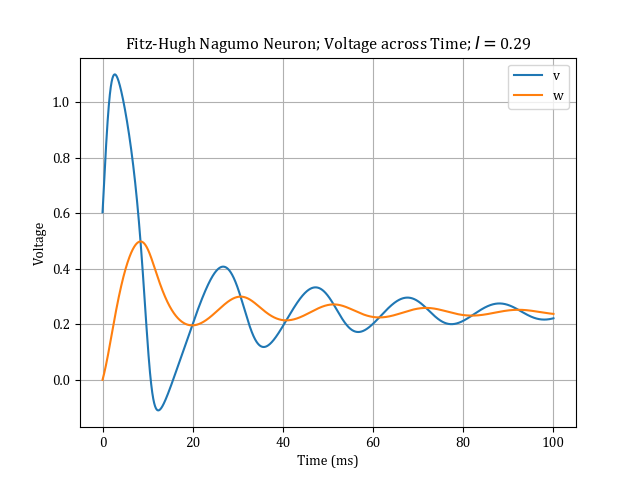 Fitz-Hugh Nagumo Neuron; Voltage across Time; I = 0.29
v
w
1.0
0.8
0.6
0.4
0.2
0.0
Voltage
0 20 40 60 80 100
Time (ms)